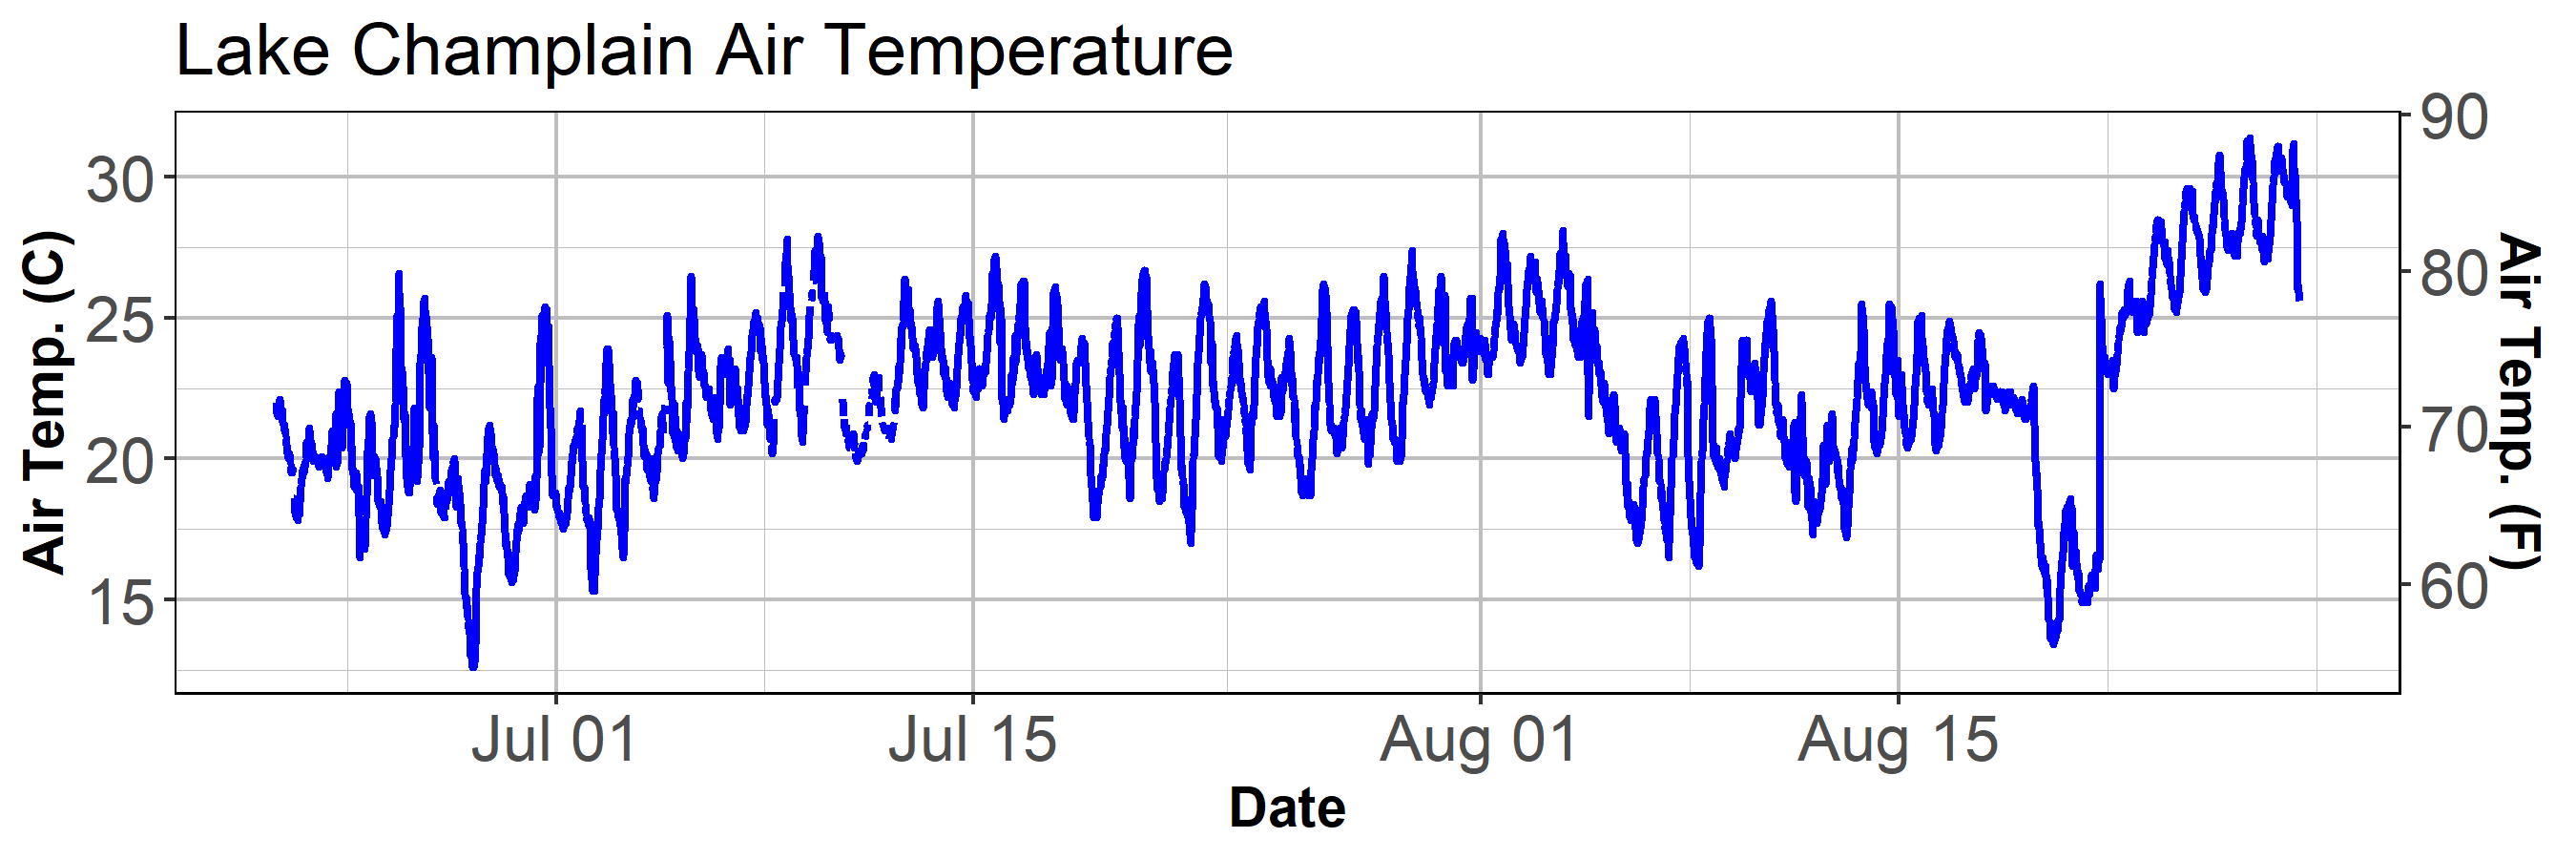 Lake Champlain Air Temperature
Air Temp. (C)
30
25
20
15
90
80
70
60
Air Temp. (F)
Jul 01
Jul 15
Aug 01
Aug 15
Date